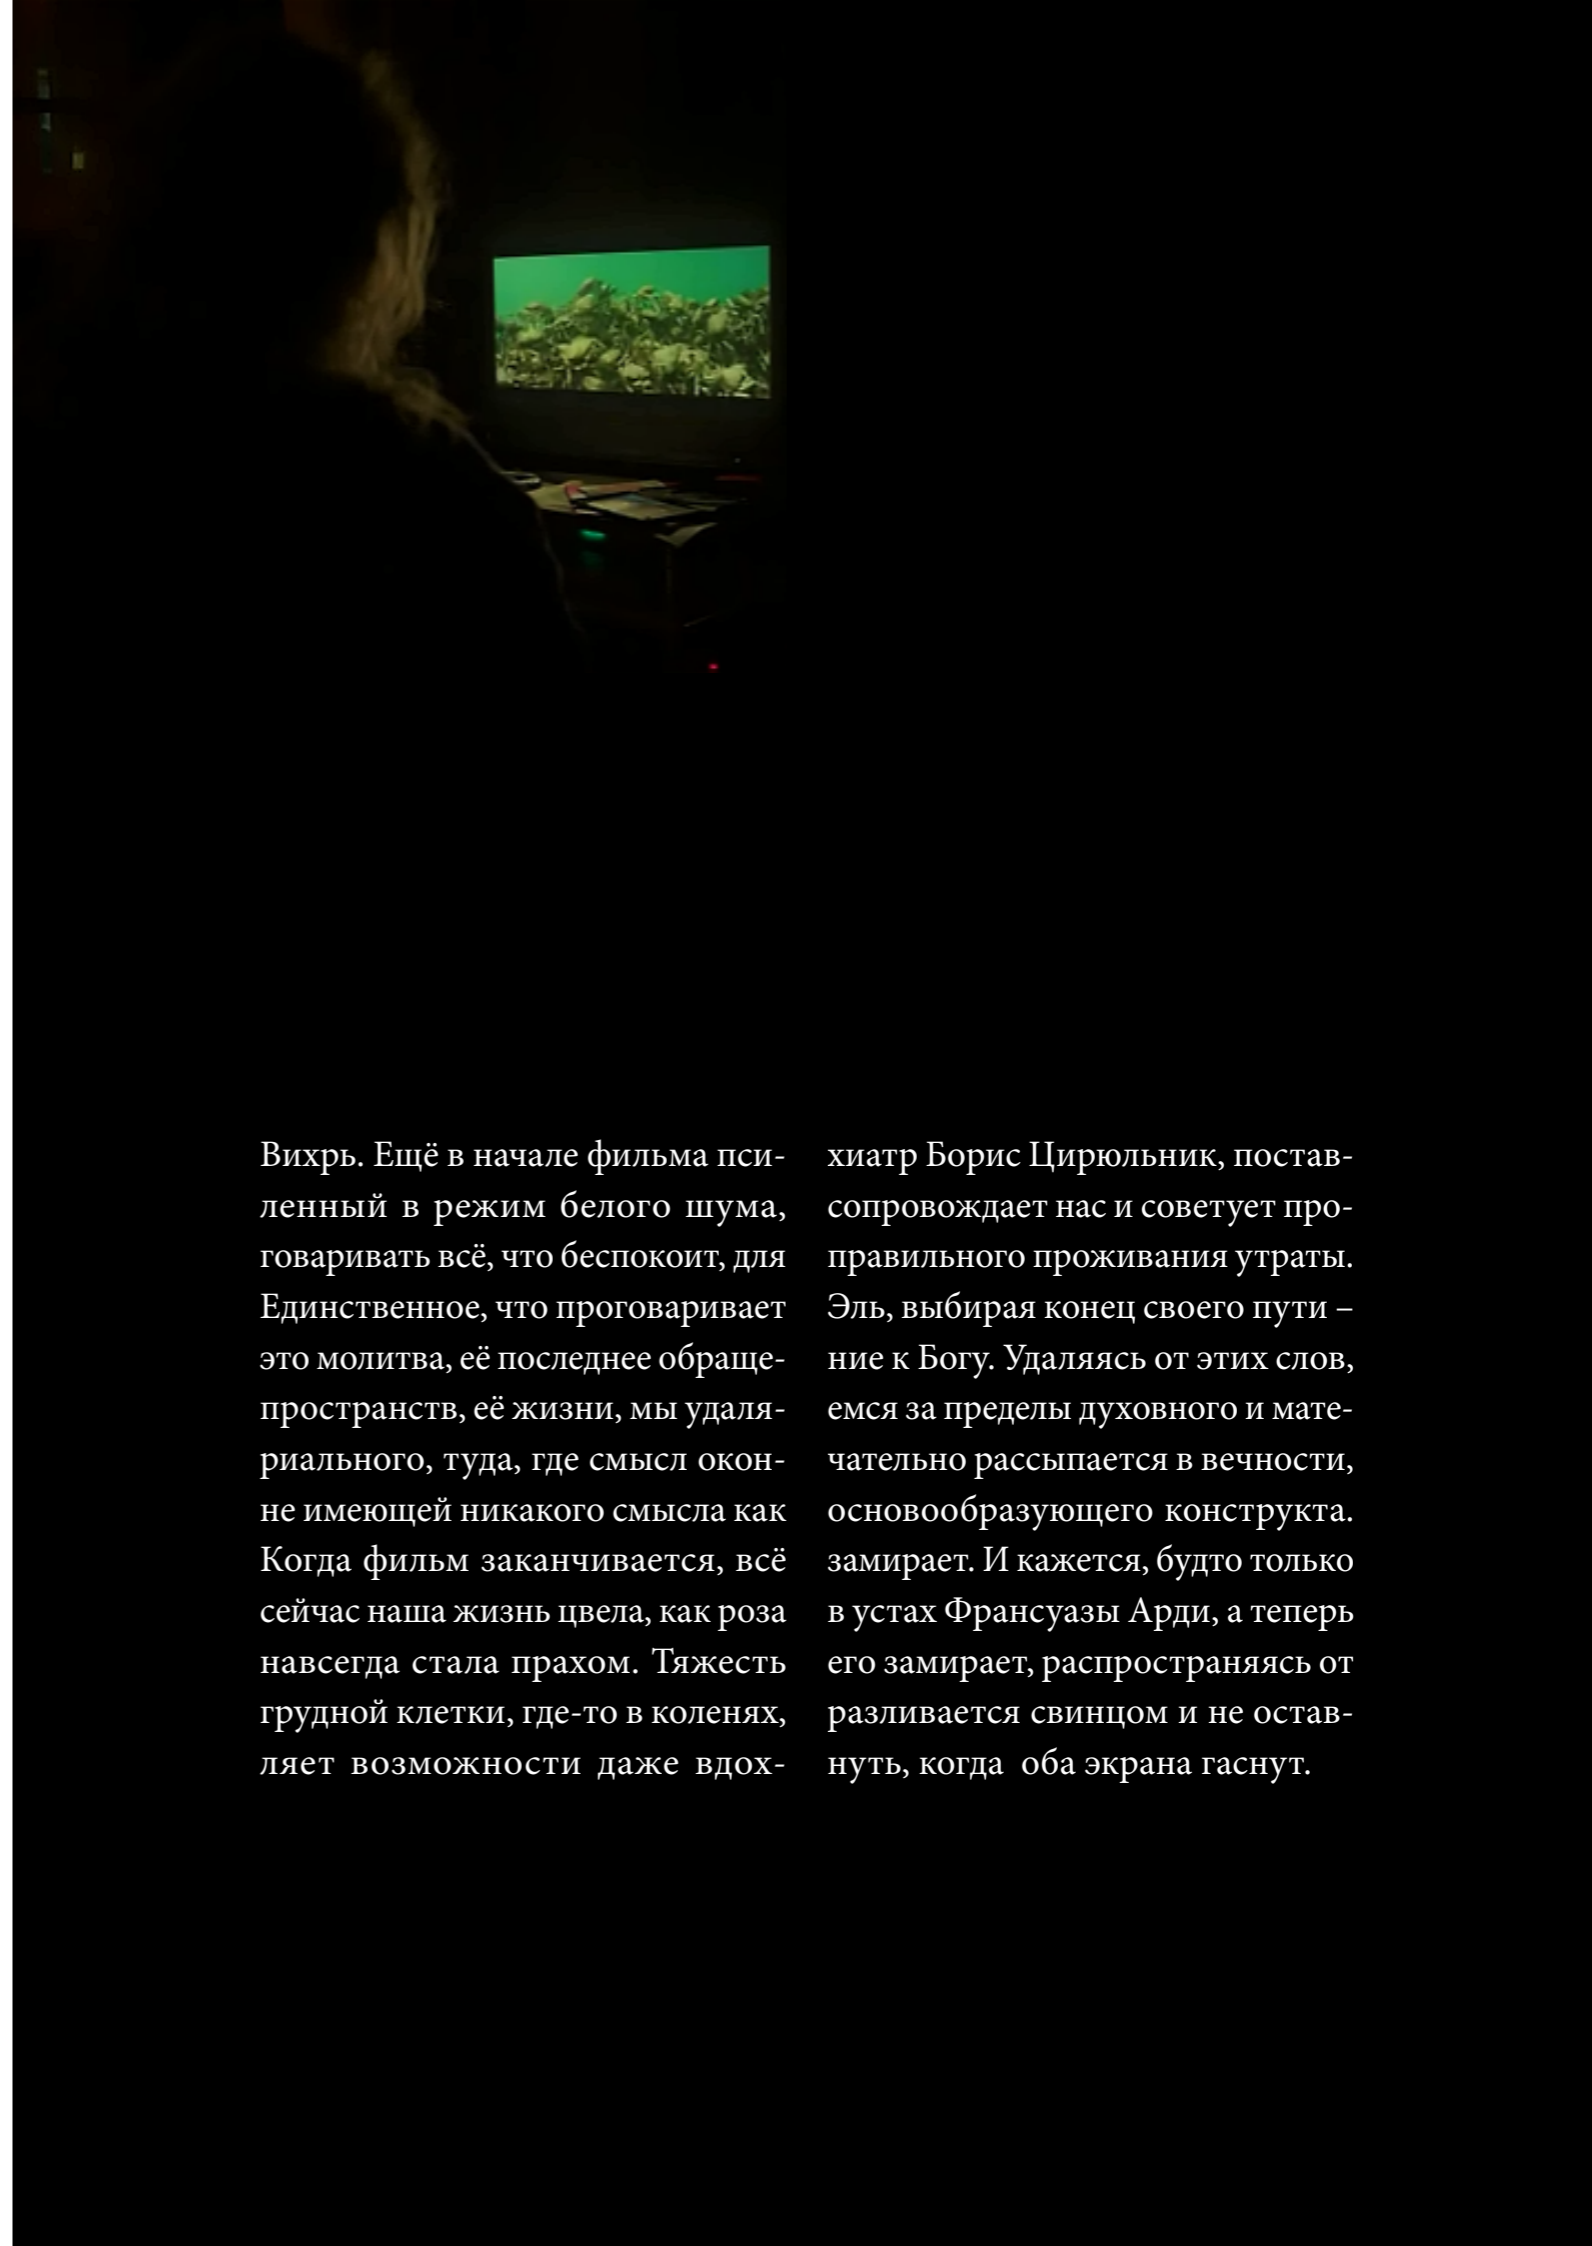 Вихрь. Ещё в начале фильма пси- хиатр Борис Цирюльник, постав-
ленный в режим белого шума, сопровождает нас и советует про-
говаривать всё, что беспокоит, для правильного проживания утраты.
Единственное, что проговаривает Эль, выбирая конец своего пути –
это молитва, её последнее обраще- ние к Богу. Удаляясь от этих слов,
пространств, её жизни, мы удаля- емся за пределы духовного и мате-
риального, туда, где смысл окон- чательно рассыпается в вечности,
не имеющей никакого смысла как основообразующего конструкта.
Когда фильм заканчивается, всё замирает. И кажется, будто только
сейчас наша жизнь цвела, как роза в устах Франсуазы Арди, а теперь
навсегда стала прахом. Тяжесть его замирает, распространяясь от
грудной клетки, где-то в коленях, разливается свинцом и не остав-
ляет возможности даже вдох- нуть, когда оба экрана гаснут.